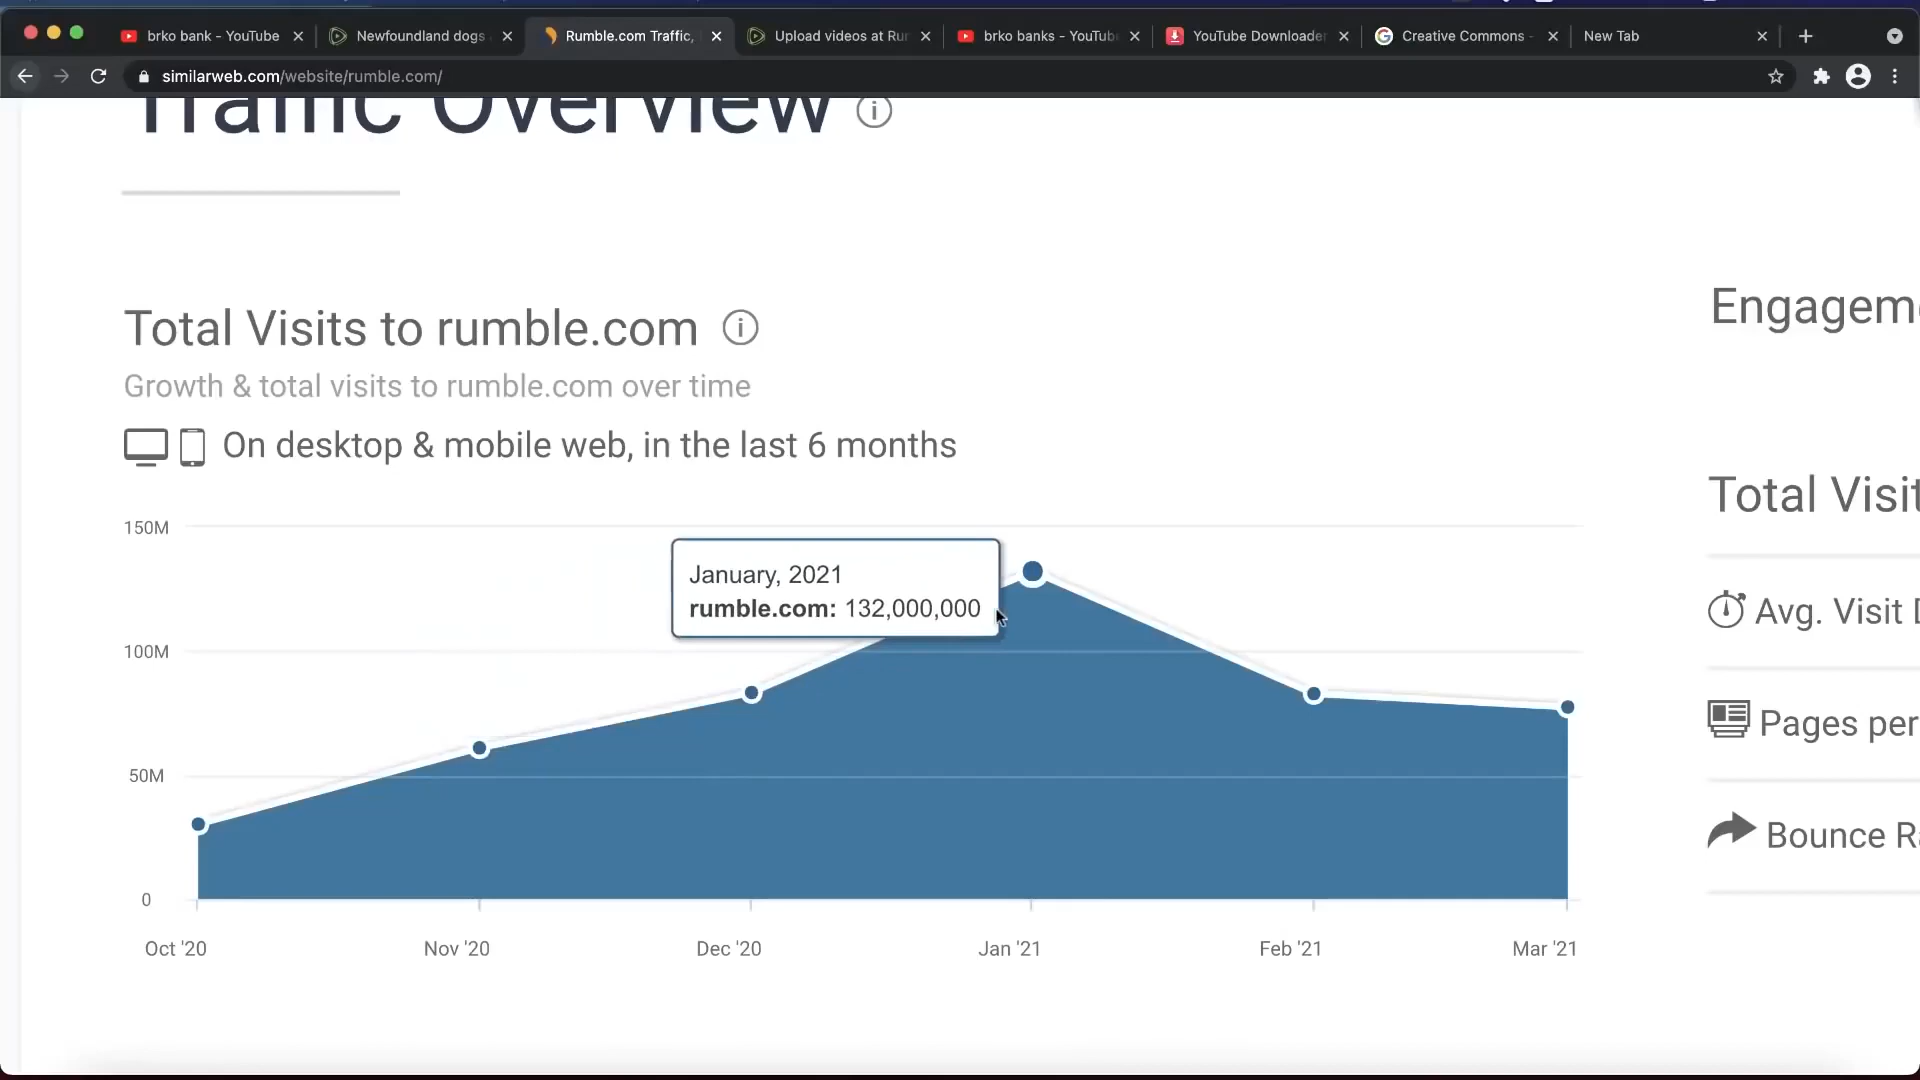 brko bank - YouTube
Newfoundland dogs
Rumble.com Traffic,
Upload videos at Ru
brko banks - YouTub
YouTube Downloader
Creative Commons -
New Tab
similarweb.com/website/rumble.com/
Traffic Overview
Total Visits to rumble.com
Growth & total visits to rumble.com over time
On desktop & mobile web, in the last 6 months
150M
100M
50M
0
January, 2021
rumble.com: 132,000,000
Oct '20
Nov '20
Dec '20
Jan '21
Feb '21
Mar '21
Engagem
Total Visit
Avg. Visit D
Pages per
Bounce Ra